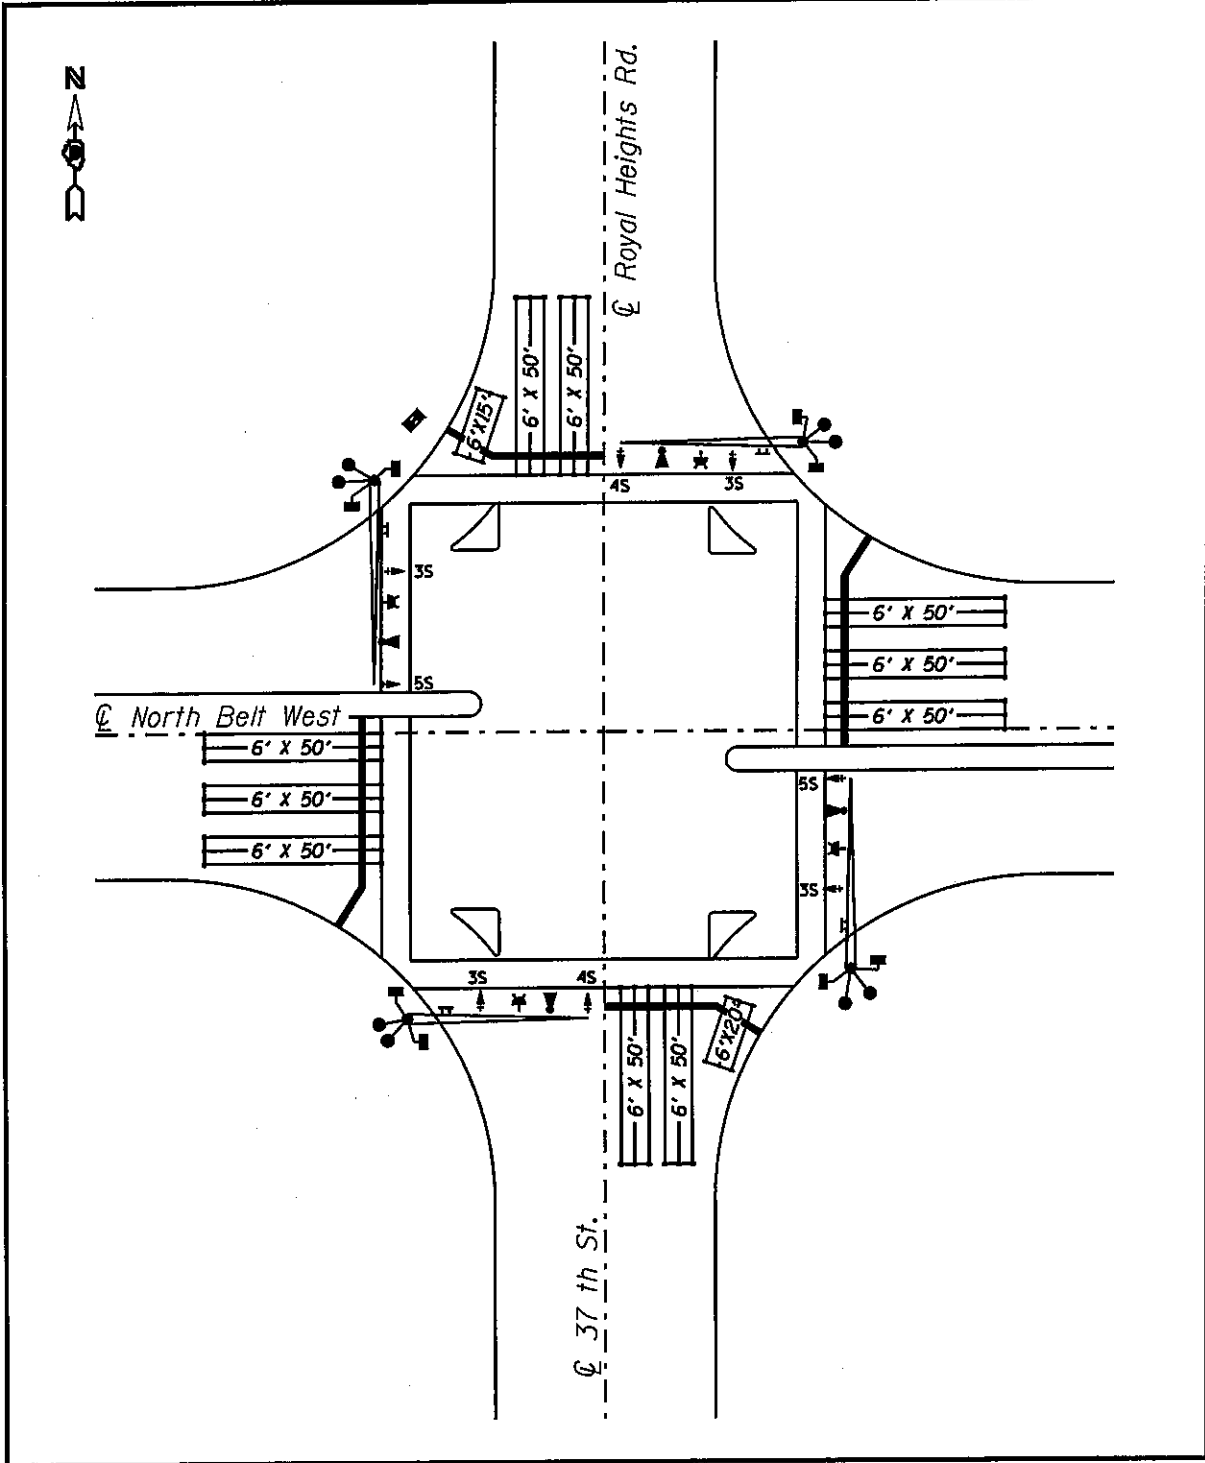 N
℄ Royal Heights Rd.
6' X 50'
6' X 50'
6'X15'
4S
3S
3S
5S
6' X 50'
6' X 50'
6' X 50'
℄ North Belt West
6' X 50'
6' X 50'
6' X 50'
5S
3S
3S
4S
6'X20'
6' X 50'
6' X 50'
℄ 37 th St.